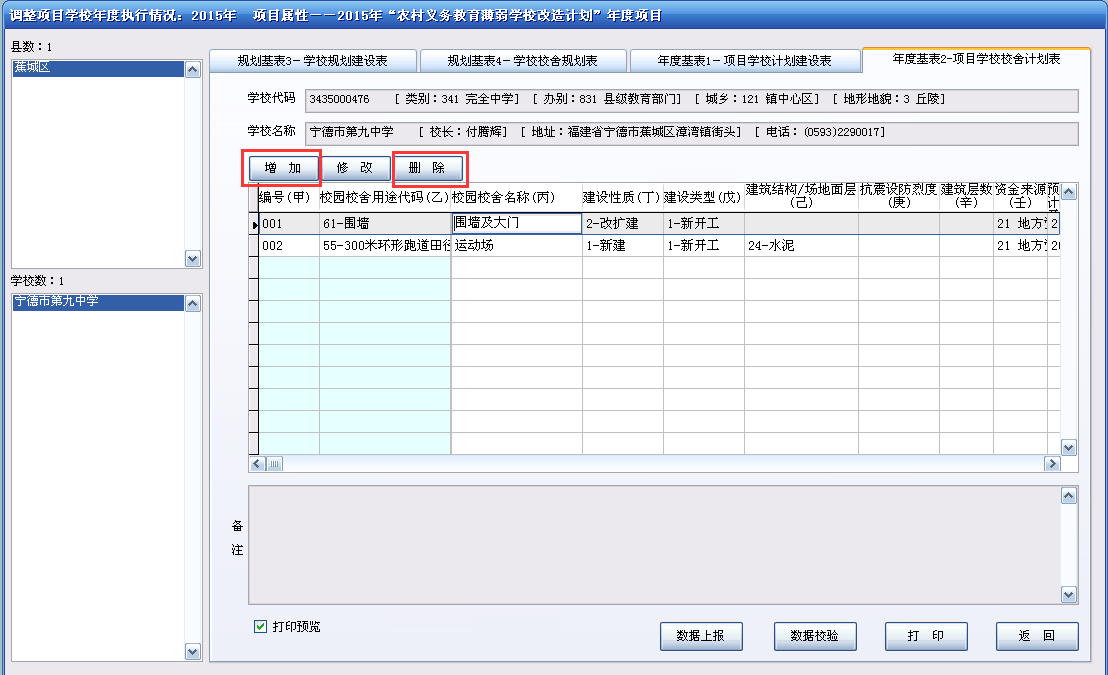 调整项目学校年度执行情况：2015年 项目属性－－2015年“农村义务教育薄弱学校改造计划”年度项目
县数：1
蕉城区
学校数：1
宁德市第九中学
规划基表3－学校规划建设表 规划基表4－学校校舍规划表 年度基表1－项目学校计划建设表 年度基表2-项目学校校舍计划表
学校代码 3435000476 [ 类别：341 完全中学] [ 办别：831 县级教育部门] [ 城乡：121 镇中心区] [ 地形地貌：3 丘陵]
学校名称 宁德市第九中学 [ 校长：付腾辉] [ 地址：福建省宁德市蕉城区漳湾镇街头] [ 电话：(0593)2290017]
增 加 修 改 删 除
编号(甲) 校园校舍用途代码(乙) 校园校舍名称(丙) 建设性质(丁) 建设类型(戊) 建筑结构/场地面层(己) 抗震设防烈度(庚) 建筑层数(辛) 资金来源(壬) 预计
001 61-围墙 围墙及大门 2-改扩建 1-新开工 21 地方 2
002 55-300米环形跑道田径 运动场 1-新建 1-新开工 24-水泥 21 地方 20
备
注
打印预览
数据上报 数据校验 打 印 返 回